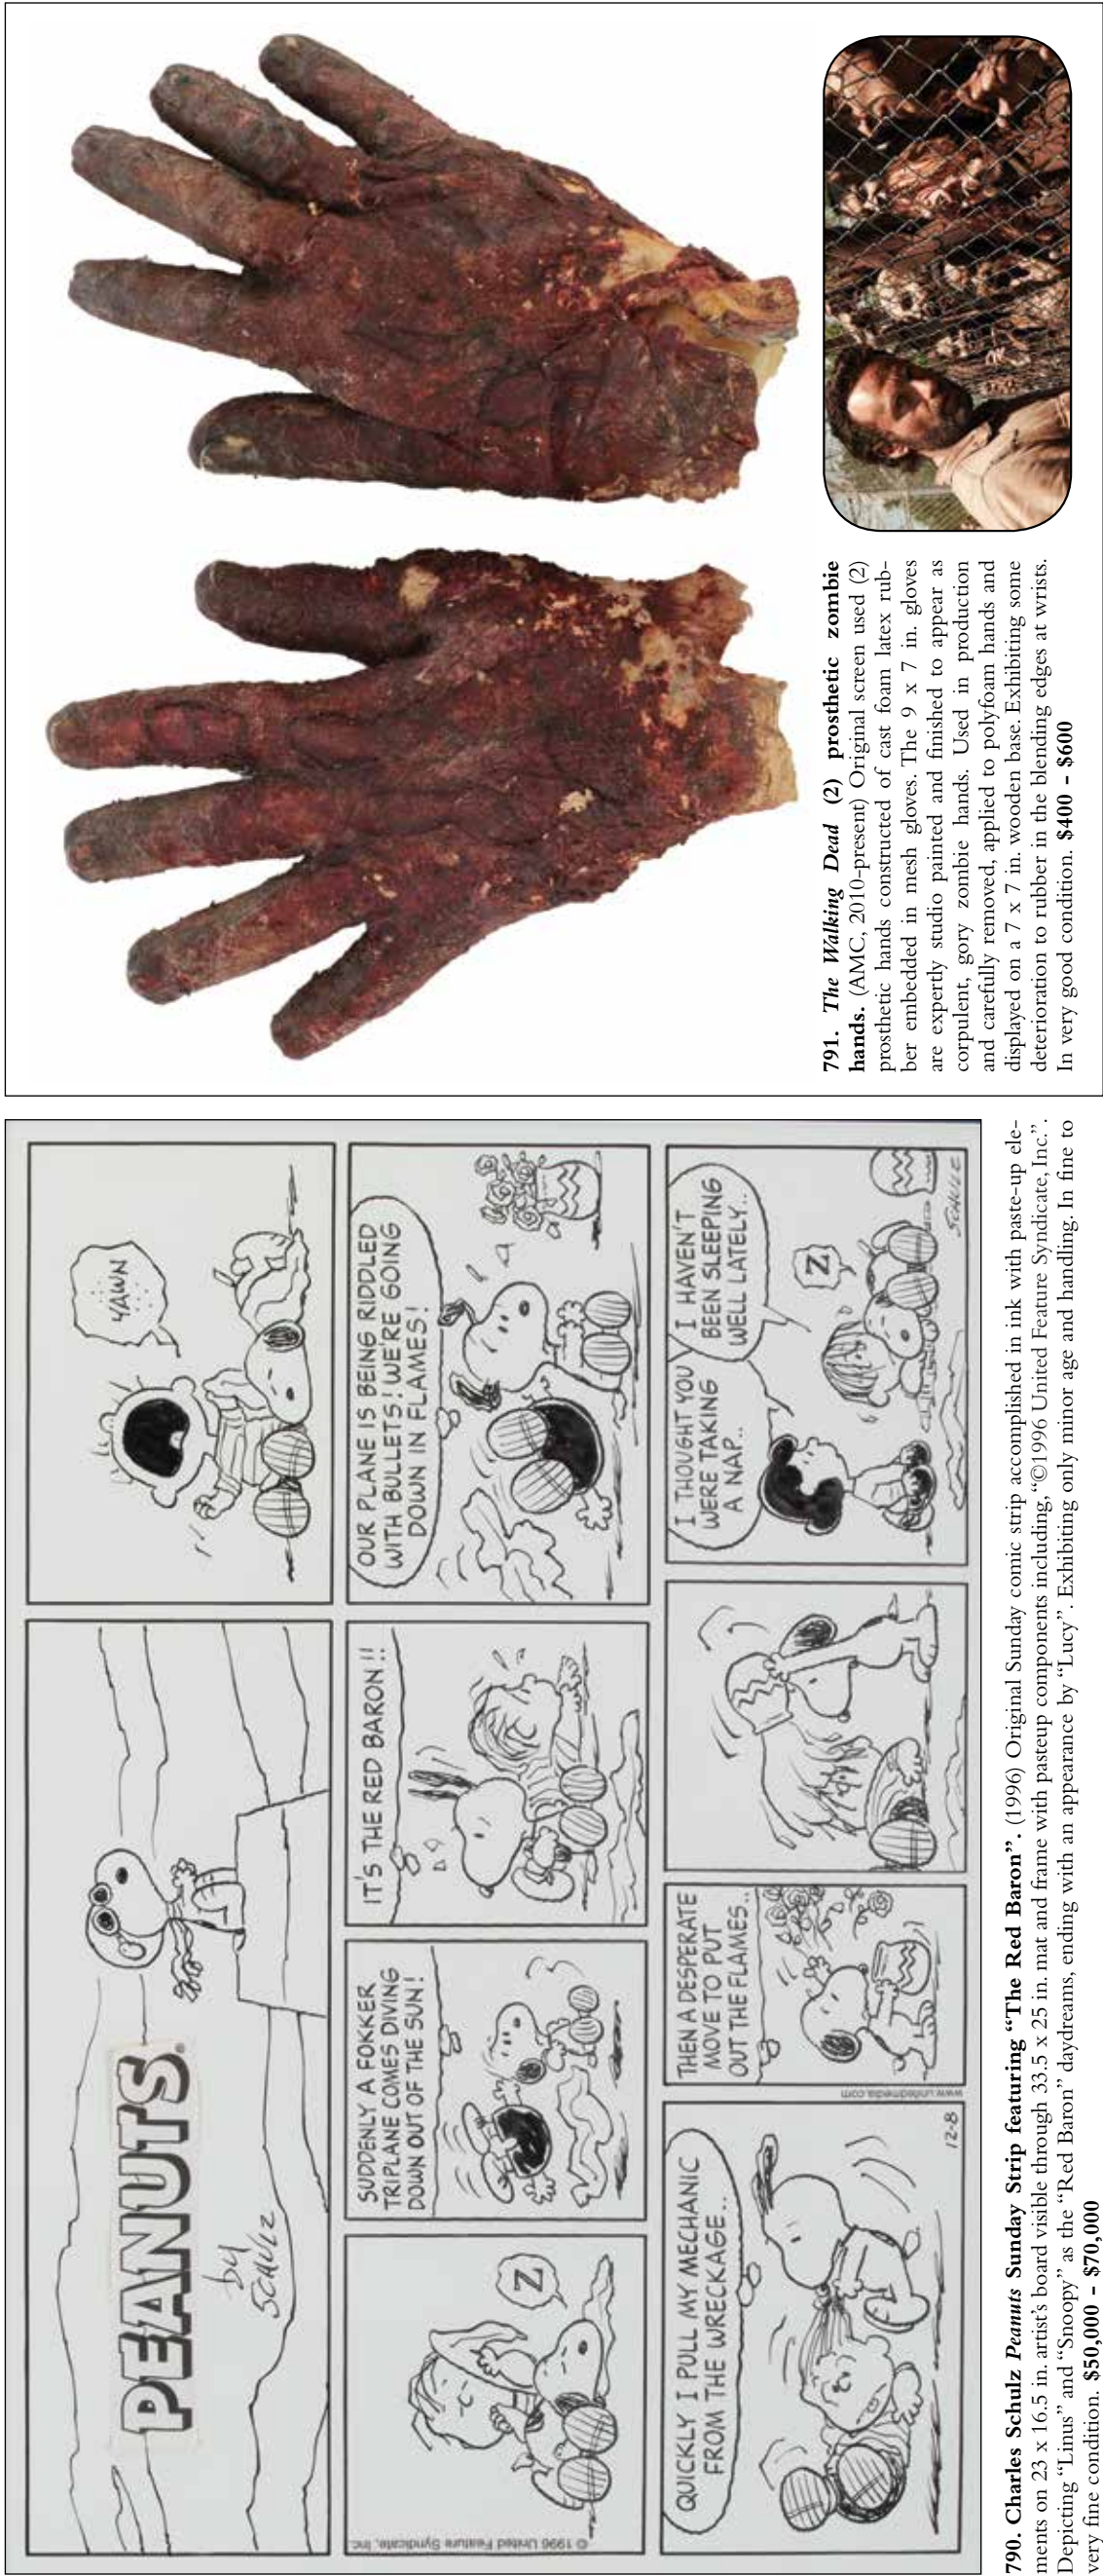 PEANUTS®
by
SCHULZ
YAWN
© 1996 United Feature Syndicate, Inc.
Z
SUDDENLY A FOKKER
TRIPLANE COMES DIVING
DOWN OUT OF THE SUN!
IT'S THE RED BARON!!
OUR PLANE IS BEING RIDDLED
WITH BULLETS! WE'RE GOING
DOWN IN FLAMES!
QUICKLY I PULL MY MECHANIC
FROM THE WRECKAGE..
12-8
www.unitedmedia.com
THEN A DESPERATE
MOVE TO PUT
OUT THE FLAMES..
I THOUGHT YOU
WERE TAKING
A NAP..
I HAVEN'T
BEEN SLEEPING
WELL LATELY..
Z
SCHULZ
790. Charles Schulz Peanuts Sunday Strip featuring “The Red Baron”. (1996) Original Sunday comic strip accomplished in ink with paste-up ele-
ments on 23 x 16.5 in. artist's board visible through 33.5 x 25 in. mat and frame with pasteup components including, “©1996 United Feature Syndicate, Inc.”.
Depicting “Linus” and “Snoopy” as the “Red Baron” daydreams, ending with an appearance by “Lucy”. Exhibiting only minor age and handling. In fine to
very fine condition. $50,000 - $70,000
791. The Walking Dead (2) prosthetic zombie
hands. (AMC, 2010-present) Original screen used (2)
prosthetic hands constructed of cast foam latex rub-
ber embedded in mesh gloves. The 9 x 7 in. gloves
are expertly studio painted and finished to appear as
corpulent, gory zombie hands. Used in production
and carefully removed, applied to polyfoam hands and
displayed on a 7 x 7 in. wooden base. Exhibiting some
deterioration to rubber in the blending edges at wrists.
In very good condition. $400 - $600